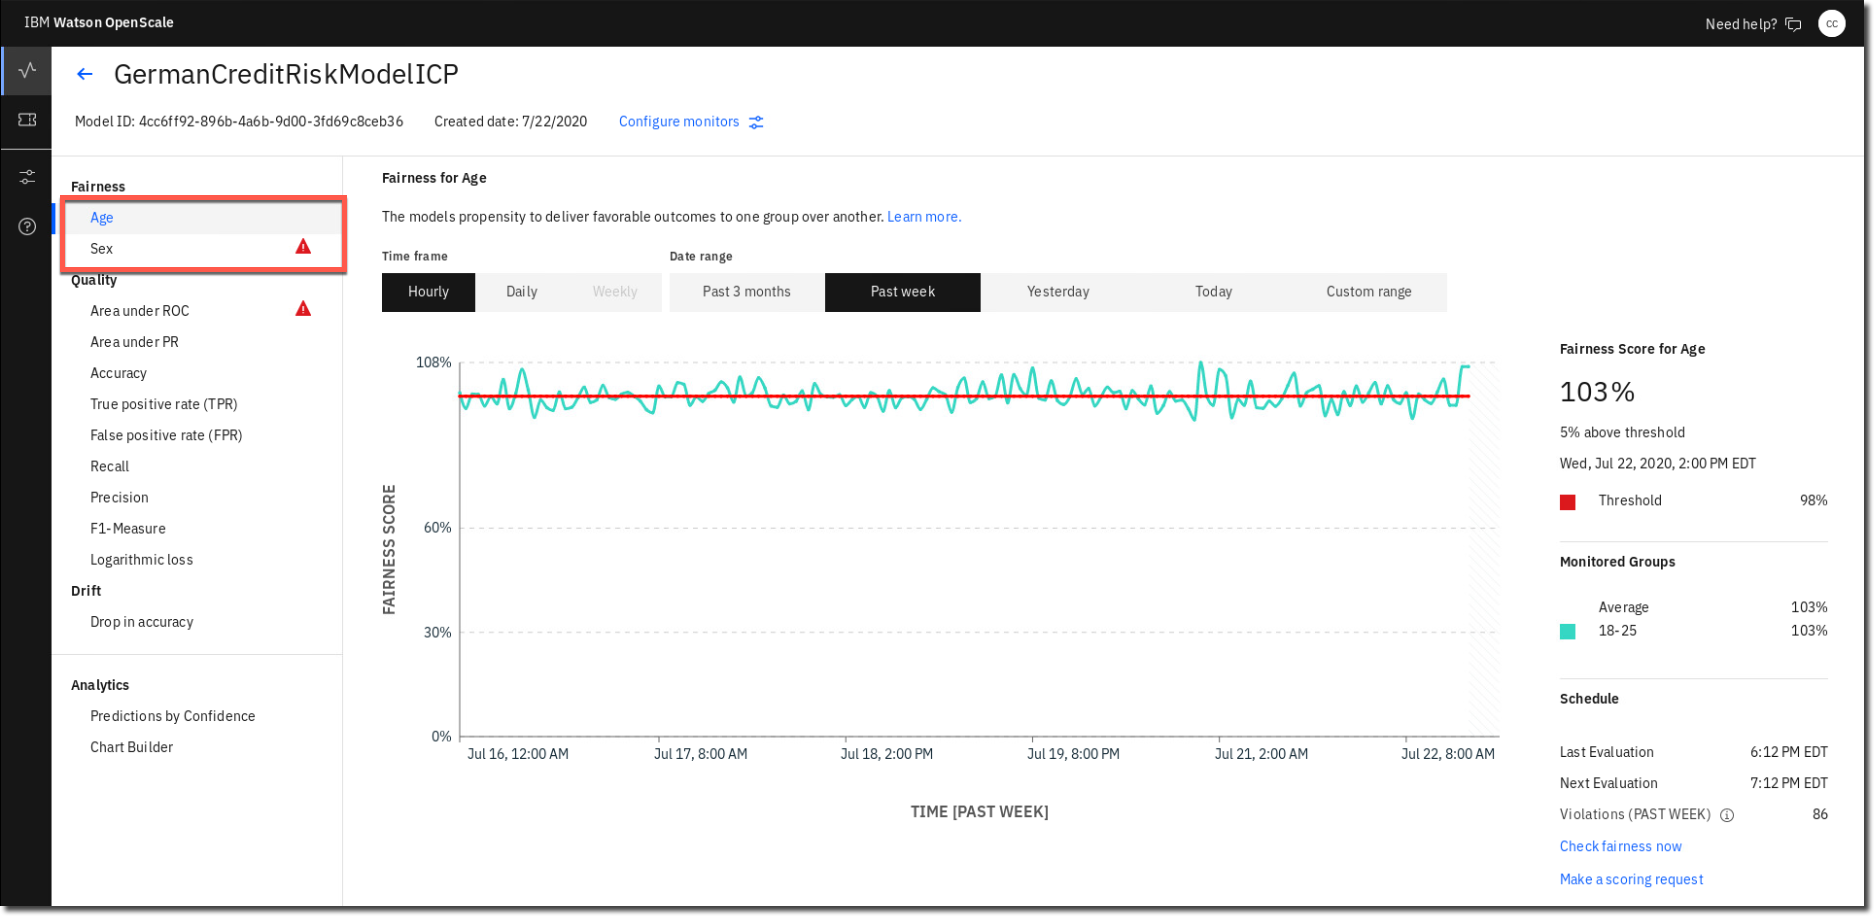 IBM Watson OpenScale
Need help?
CC
GermanCreditRiskModelICP
Model ID: 4cc6ff92-896b-4a6b-9d00-3fd69c8ceb36 Created date: 7/22/2020 Configure monitors
Fairness
Age
Sex
Quality
Area under ROC
Area under PR
Accuracy
True positive rate (TPR)
False positive rate (FPR)
Recall
Precision
F1-Measure
Logarithmic loss
Drift
Drop in accuracy
Analytics
Predictions by Confidence
Chart Builder
Fairness for Age
The models propensity to deliver favorable outcomes to one group over another. Learn more.
Time frame
Hourly Daily Weekly
Date range
Past 3 months Past week Yesterday Today Custom range
108%
60%
30%
0%
FAIRNESS SCORE
Jul 16, 12:00 AM Jul 17, 8:00 AM Jul 18, 2:00 PM Jul 19, 8:00 PM Jul 21, 2:00 AM Jul 22, 8:00 AM
TIME [PAST WEEK]
Fairness Score for Age
103%
5% above threshold
Wed, Jul 22, 2020, 2:00 PM EDT
Threshold 98%
Monitored Groups
Average 103%
18-25 103%
Schedule
Last Evaluation 6:12 PM EDT
Next Evaluation 7:12 PM EDT
Violations (PAST WEEK) 86
Check fairness now
Make a scoring request